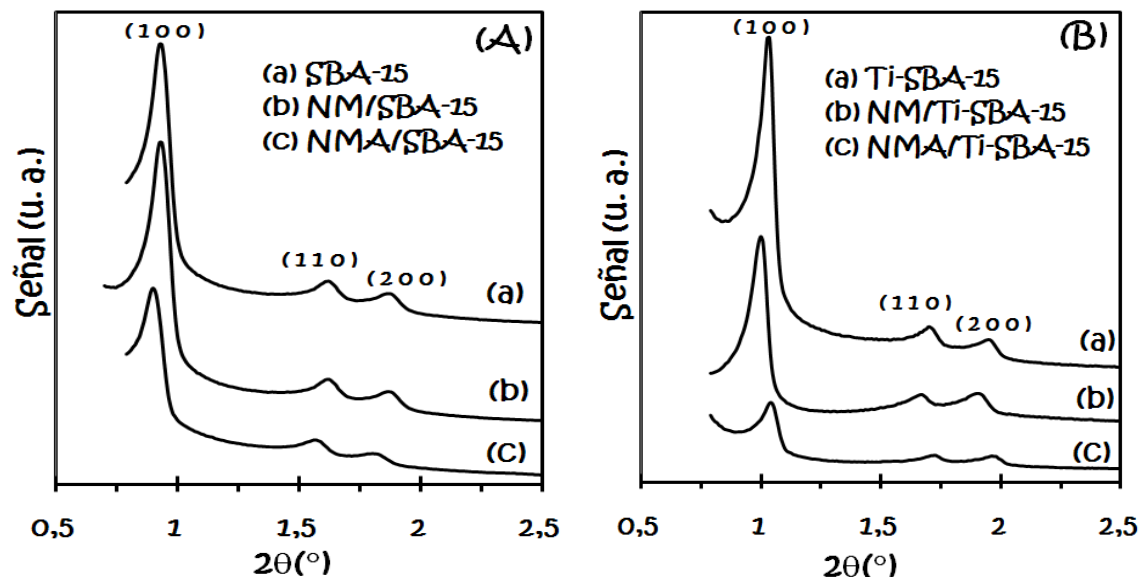 (100)
(A)
(a) SBA-15
(b) NM/SBA-15
(c) NMA/SBA-15
(110)
(200)
(a)
(b)
(c)
Señal (u. a.)
0,5 1 1,5 2 2,5
2θ(°)
(100)
(B)
(a) Ti-SBA-15
(b) NM/Ti-SBA-15
(c) NMA/Ti-SBA-15
(110)
(200)
(a)
(b)
(c)
Señal (u. a.)
0,5 1 1,5 2 2,5
2θ(°)